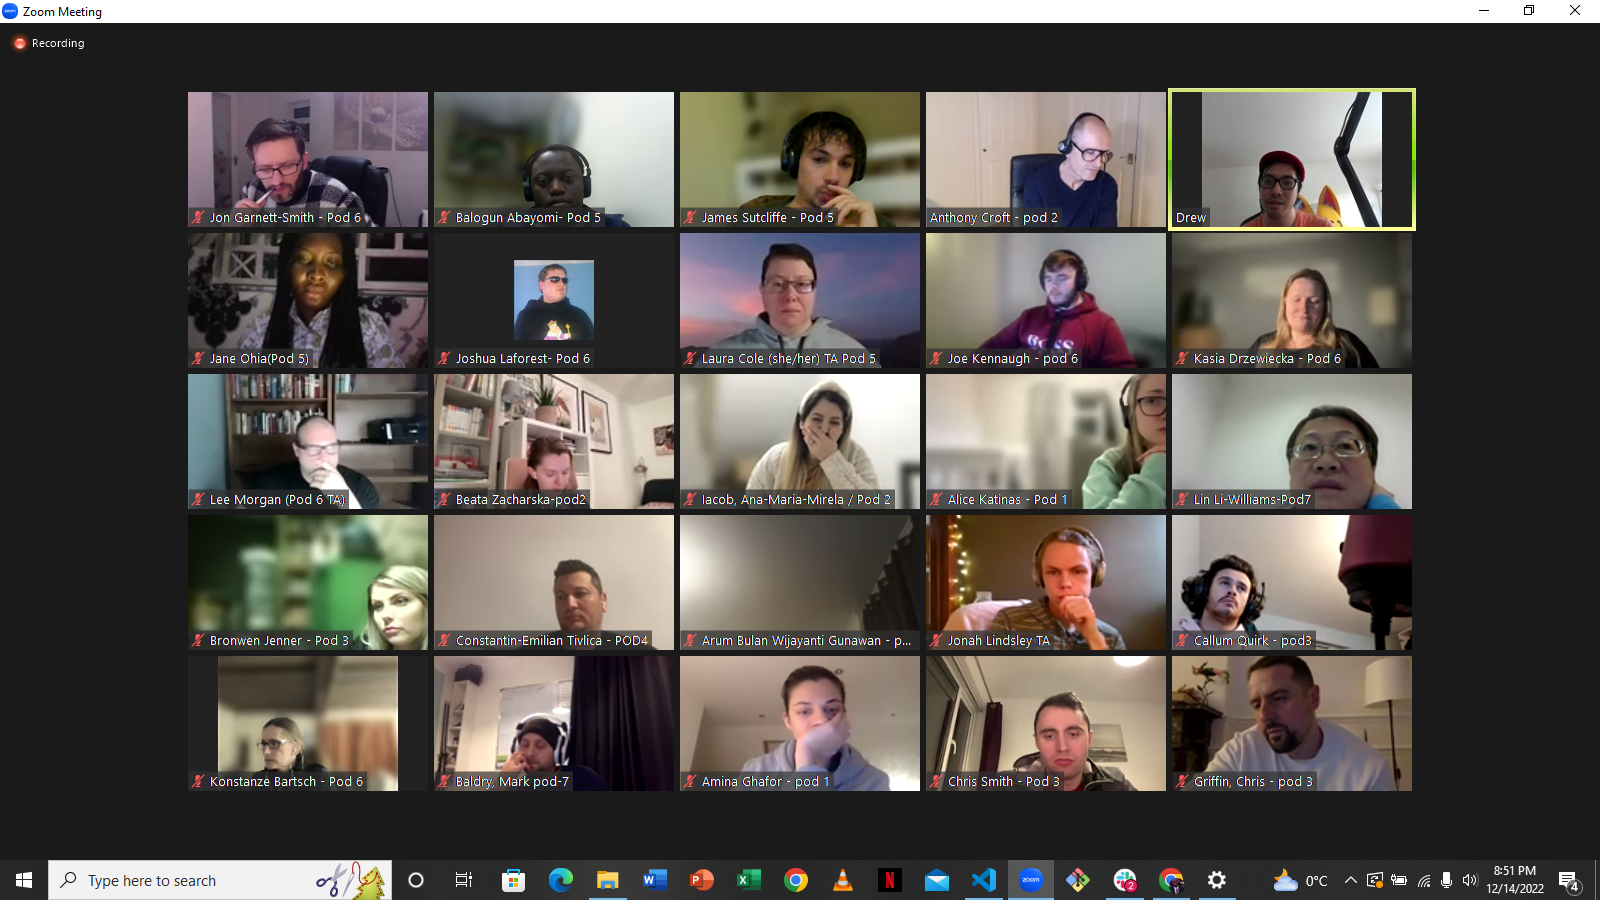 Zoom Meeting
Recording
Jon Garnett-Smith - Pod 6
Balogun Abayomi- Pod 5
James Sutcliffe - Pod 5
Anthony Croft - pod 2
Drew
Jane Ohia(Pod 5)
Joshua Laforest- Pod 6
Laura Cole (she/her) TA Pod 5
Joe Kennaugh - pod 6
Kasia Drzewiecka - Pod 6
Lee Morgan (Pod 6 TA)
Beata Zacharska-pod2
Iacob, Ana-Maria-Mirela / Pod 2
Alice Katinas - Pod 1
Lin Li-Williams-Pod7
Bronwen Jenner - Pod 3
Constantin-Emilian Tivlica - POD4
Arum Bulan Wijayanti Gunawan - p...
Jonah Lindsley TA
Callum Quirk - pod3
Konstanze Bartsch - Pod 6
Baldry, Mark pod-7
Amina Ghafor - pod 1
Chris Smith - Pod 3
Griffin, Chris - pod 3
Type here to search
zoom
2
0°C
8:51 PM
12/14/2022
4